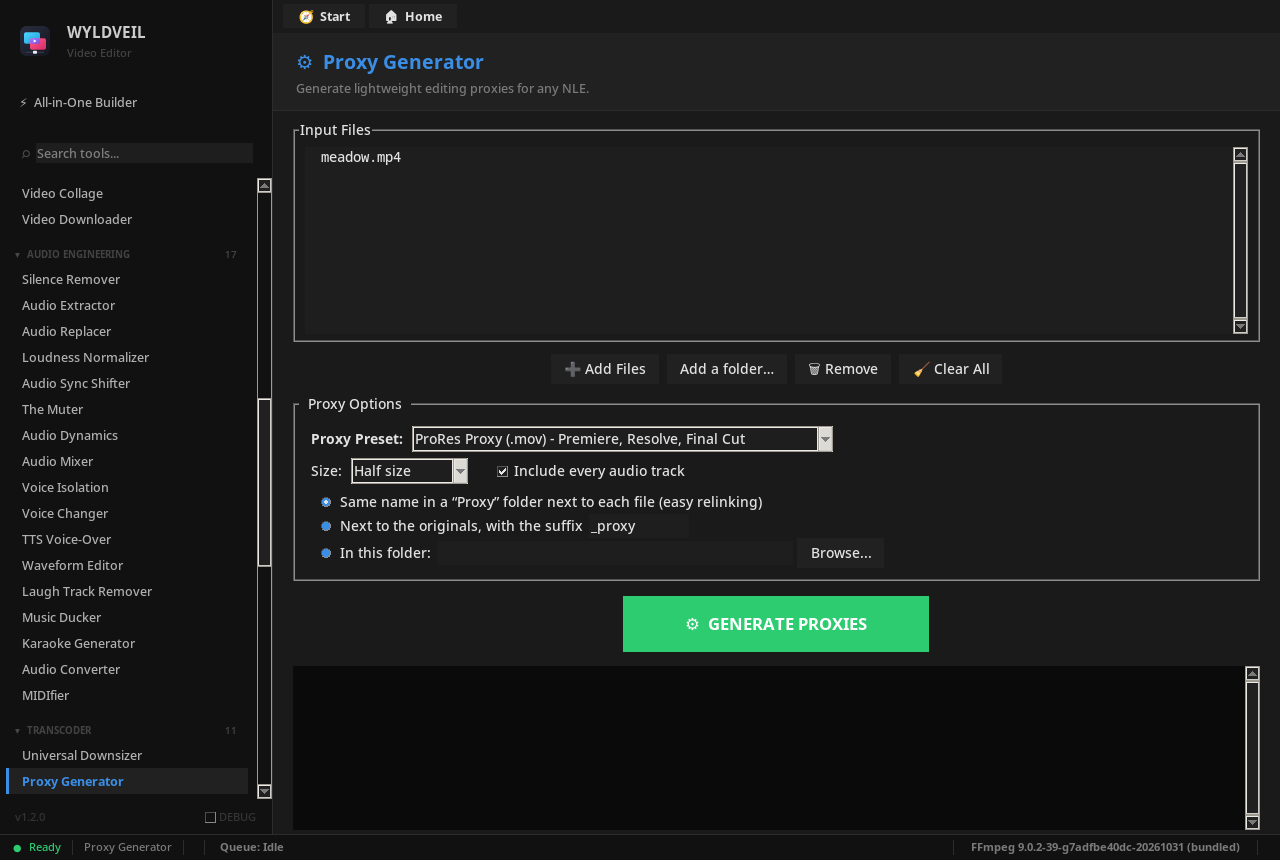 WYLDVEIL
Video Editor
⚡ All-in-One Builder
Search tools...
Video Collage
Video Downloader
▾ AUDIO ENGINEERING 17
Silence Remover
Audio Extractor
Audio Replacer
Loudness Normalizer
Audio Sync Shifter
The Muter
Audio Dynamics
Audio Mixer
Voice Isolation
Voice Changer
TTS Voice-Over
Waveform Editor
Laugh Track Remover
Music Ducker
Karaoke Generator
Audio Converter
MIDIfier
▾ TRANSCODER 11
Universal Downsizer
Proxy Generator
v1.2.0 DEBUG
Start Home
⚙ Proxy Generator
Generate lightweight editing proxies for any NLE.
Input Files
meadow.mp4
➕ Add Files Add a folder... 🗑 Remove 🧹 Clear All
Proxy Options
Proxy Preset: ProRes Proxy (.mov) - Premiere, Resolve, Final Cut
Size: Half size Include every audio track
Same name in a “Proxy” folder next to each file (easy relinking)
Next to the originals, with the suffix _proxy
In this folder: Browse...
⚙ GENERATE PROXIES
● Ready Proxy Generator Queue: Idle FFmpeg 9.0.2-39-g7adfbe40dc-20261031 (bundled)